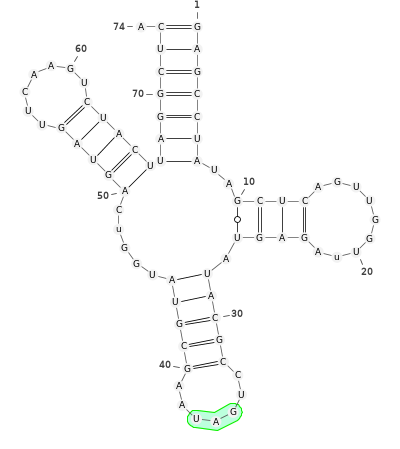 1
74 A C G
60 U A
A A G C G
U
C 70 G C
C
U G C
U U
G A A U
A C
U U U A
U U
G A G
A 10
50 A G C U C A U
C U
u G
U G A G A U
G A u U G
G U 20
U A U
U A
G C 30
C G
40 G C
A C
A U
U A G